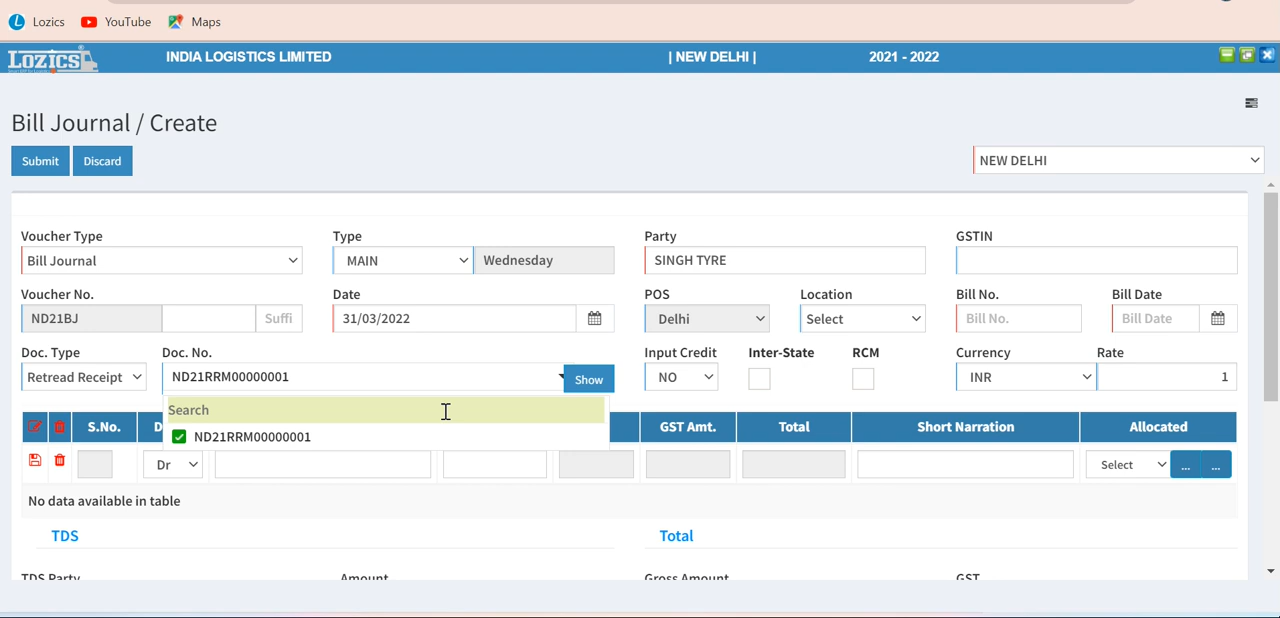 Lozics YouTube Maps
LOZICS INDIA LOGISTICS LIMITED | NEW DELHI | 2021 - 2022
Bill Journal / Create
Submit Discard NEW DELHI
Voucher Type Type Party GSTIN
Bill Journal MAIN Wednesday SINGH TYRE
Voucher No. Date POS Location Bill No. Bill Date
ND21BJ Suffi 31/03/2022 Delhi Select Bill No. Bill Date
Doc. Type Doc. No. Input Credit Inter-State RCM Currency Rate
Retread Receipt ND21RRM00000001 Show NO INR 1
Search
S.No. D GST Amt. Total Short Narration Allocated
ND21RRM00000001
Dr Select ... ...
No data available in table
TDS Total
TDS Party Amount Gross Amount GST